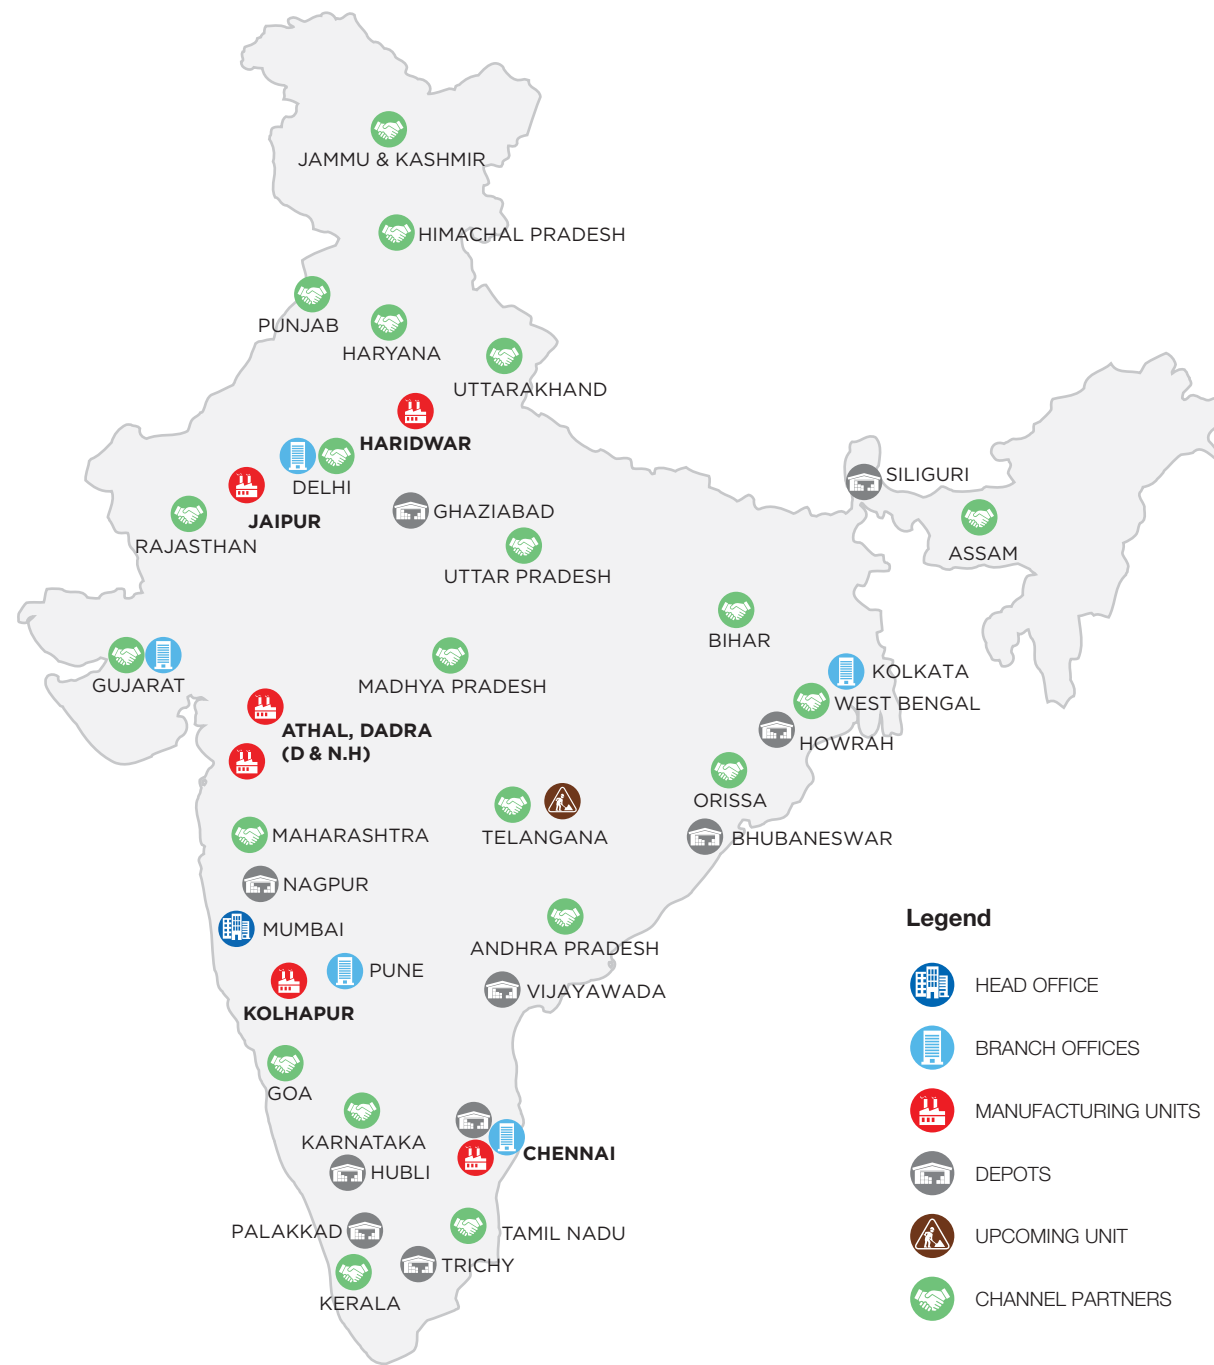 JAMMU & KASHMIR
HIMACHAL PRADESH
PUNJAB
HARYANA
UTTARAKHAND
HARIDWAR
DELHI
JAIPUR
RAJASTHAN
GHAZIABAD
UTTAR PRADESH
SILIGURI
ASSAM
BIHAR
GUJARAT
MADHYA PRADESH
KOLKATA
WEST BENGAL
HOWRAH
ATHAL, DADRA
(D & N.H)
ORISSA
TELANGANA
BHUBANESWAR
MAHARASHTRA
NAGPUR
MUMBAI
ANDHRA PRADESH
PUNE
KOLHAPUR
VIJAYAWADA
GOA
KARNATAKA
CHENNAI
HUBLI
PALAKKAD
TAMIL NADU
TRICHY
KERALA
Legend
HEAD OFFICE
BRANCH OFFICES
MANUFACTURING UNITS
DEPOTS
UPCOMING UNIT
CHANNEL PARTNERS